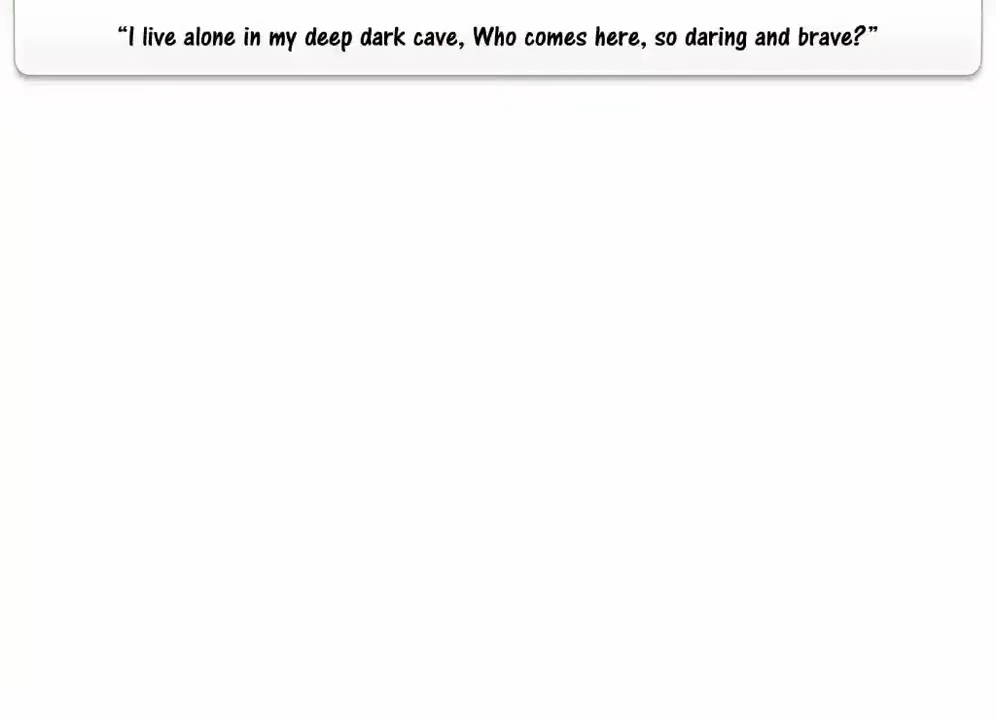 “I live alone in my deep dark cave, Who comes here, so daring and brave?”